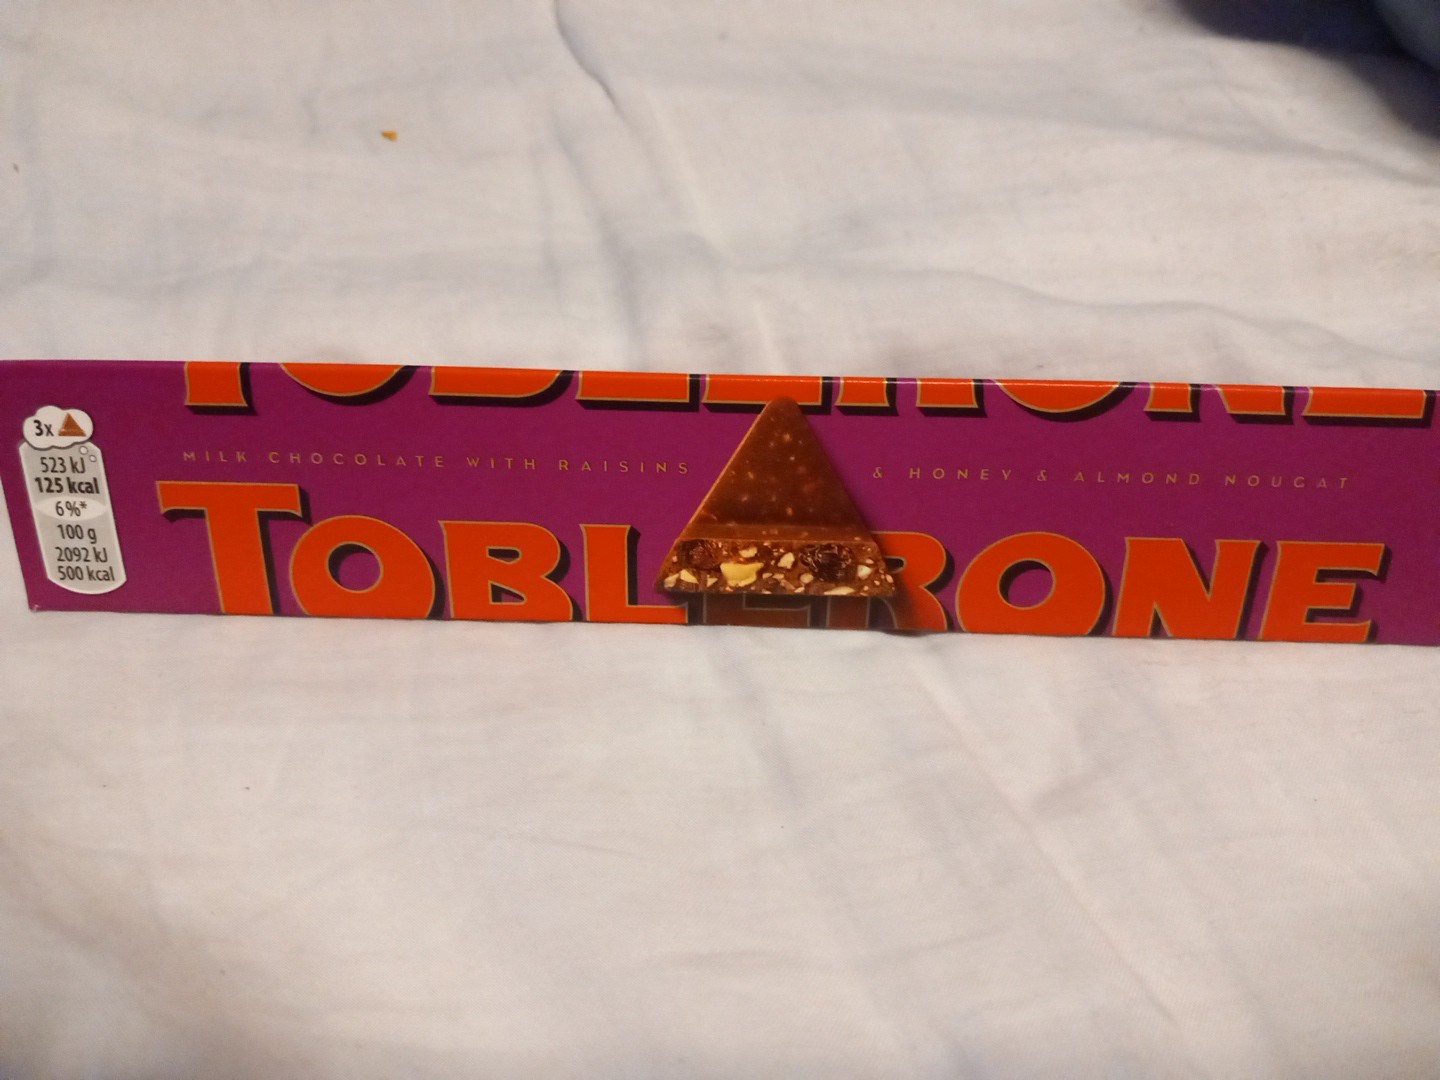 TOBLERONE
3x
523 kJ
125 kcal
6%*
100 g
2092 kJ
500 kcal
MILK CHOCOLATE WITH RAISINS & HONEY & ALMOND NOUGAT
TOBLERONE